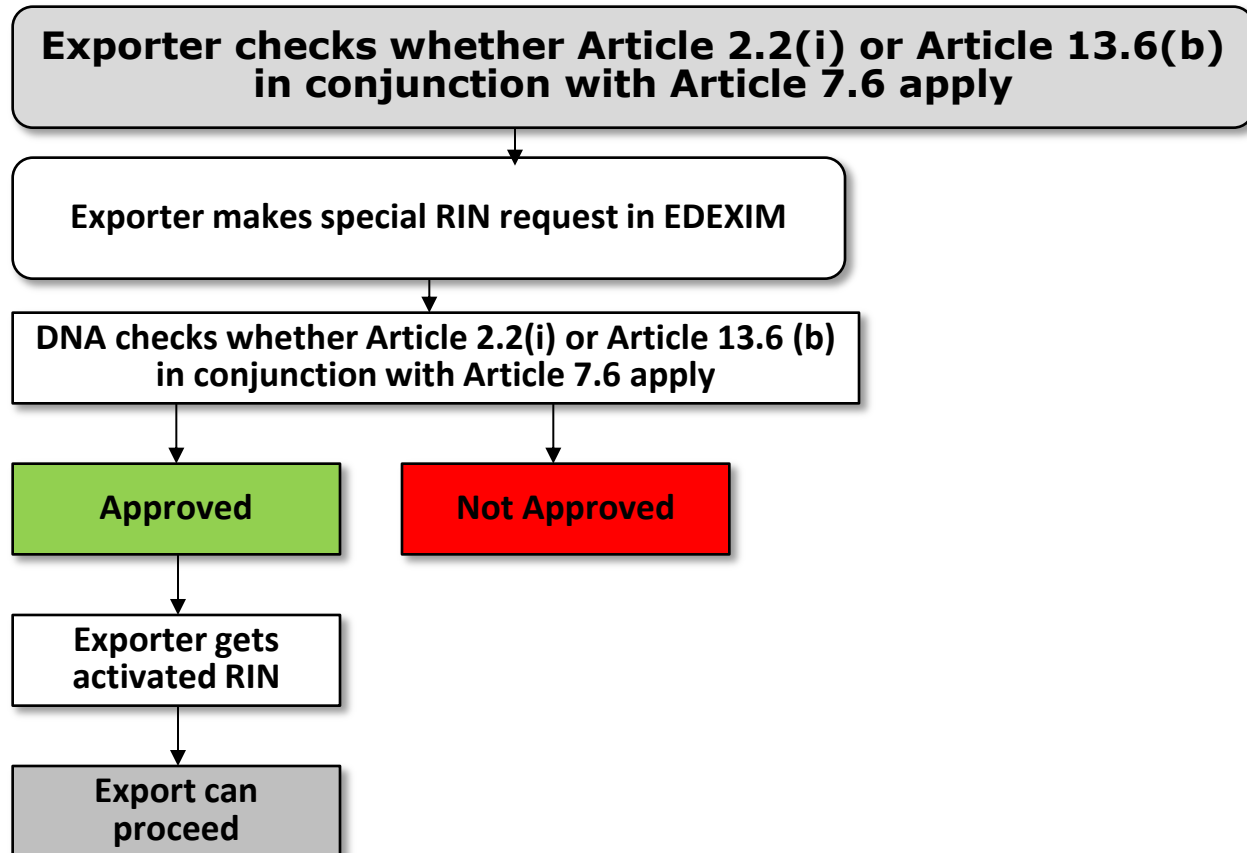 Exporter checks whether Article 2.2(i) or Article 13.6(b)
in conjunction with Article 7.6 apply
Exporter makes special RIN request in EDEXIM
DNA checks whether Article 2.2(i) or Article 13.6 (b)
in conjunction with Article 7.6 apply
Approved
Not Approved
Exporter gets
activated RIN
Export can
proceed